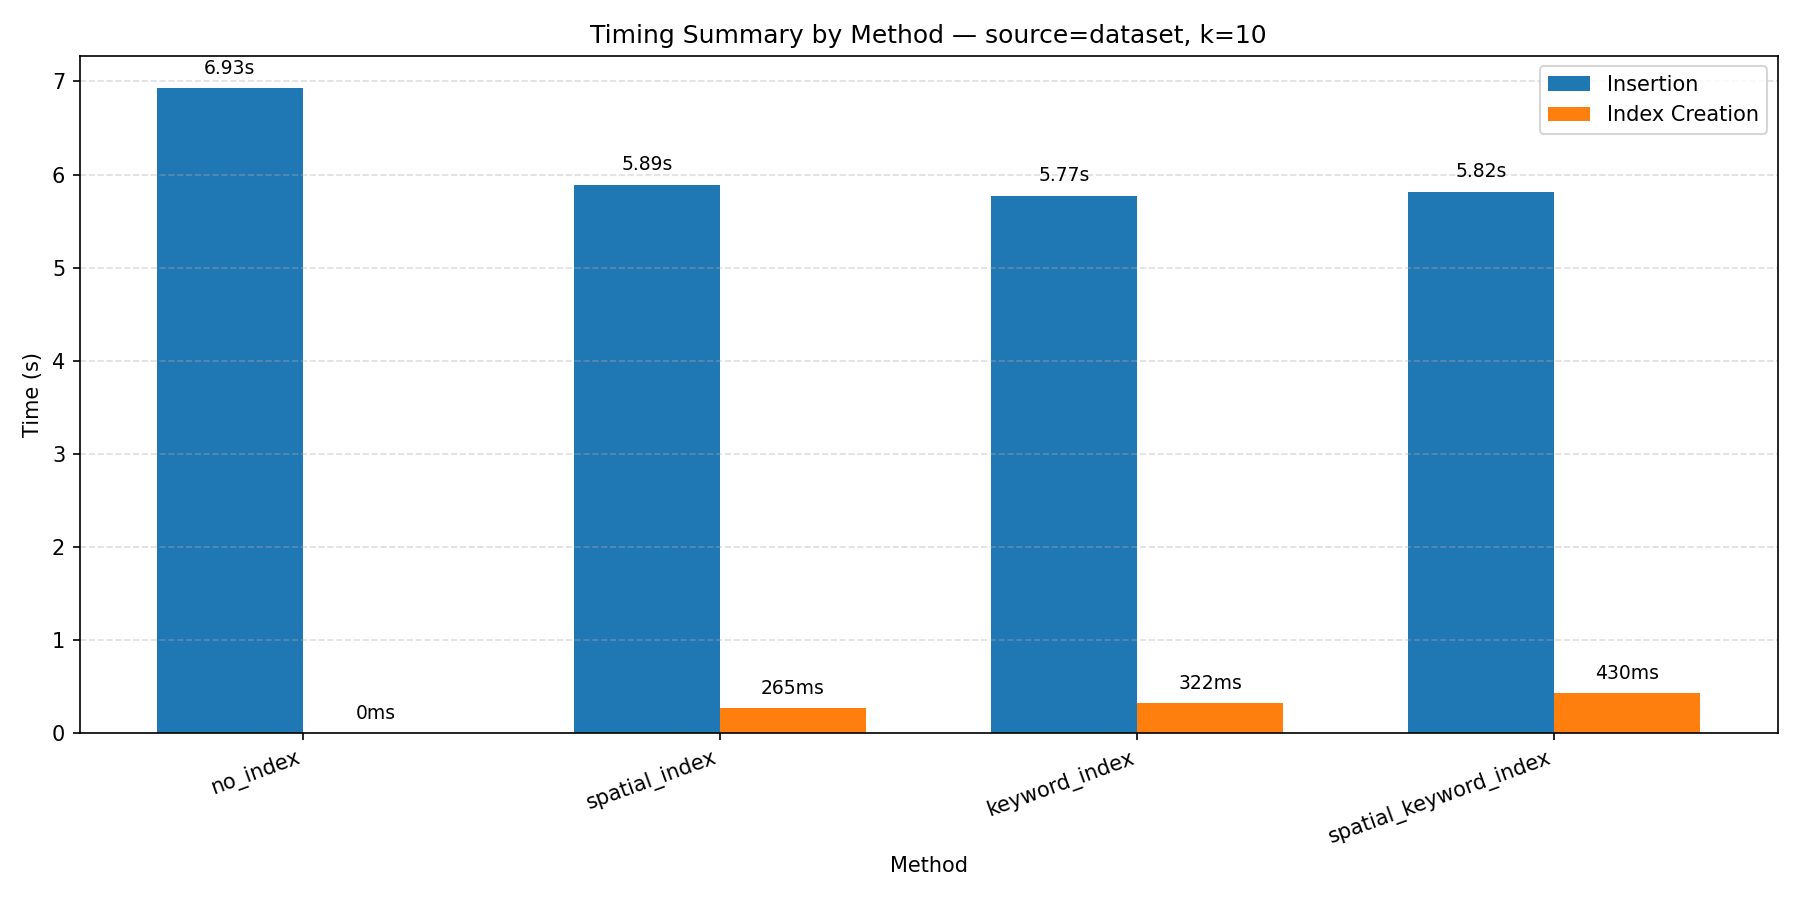 Timing Summary by Method — source=dataset, k=10
Insertion
Index Creation
Time (s)
7
6
5
4
3
2
1
0
6.93s
0ms
5.89s
265ms
5.77s
322ms
5.82s
430ms
no_index
spatial_index
keyword_index
spatial_keyword_index
Method